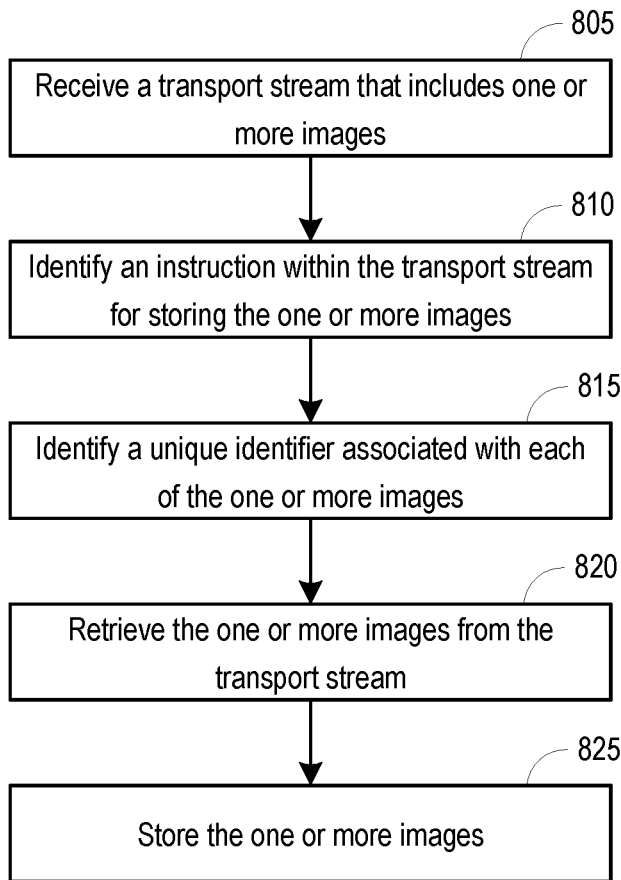 805
Receive a transport stream that includes one or
more images
810
Identify an instruction within the transport stream
for storing the one or more images
815
Identify a unique identifier associated with each
of the one or more images
820
Retrieve the one or more images from the
transport stream
825
Store the one or more images